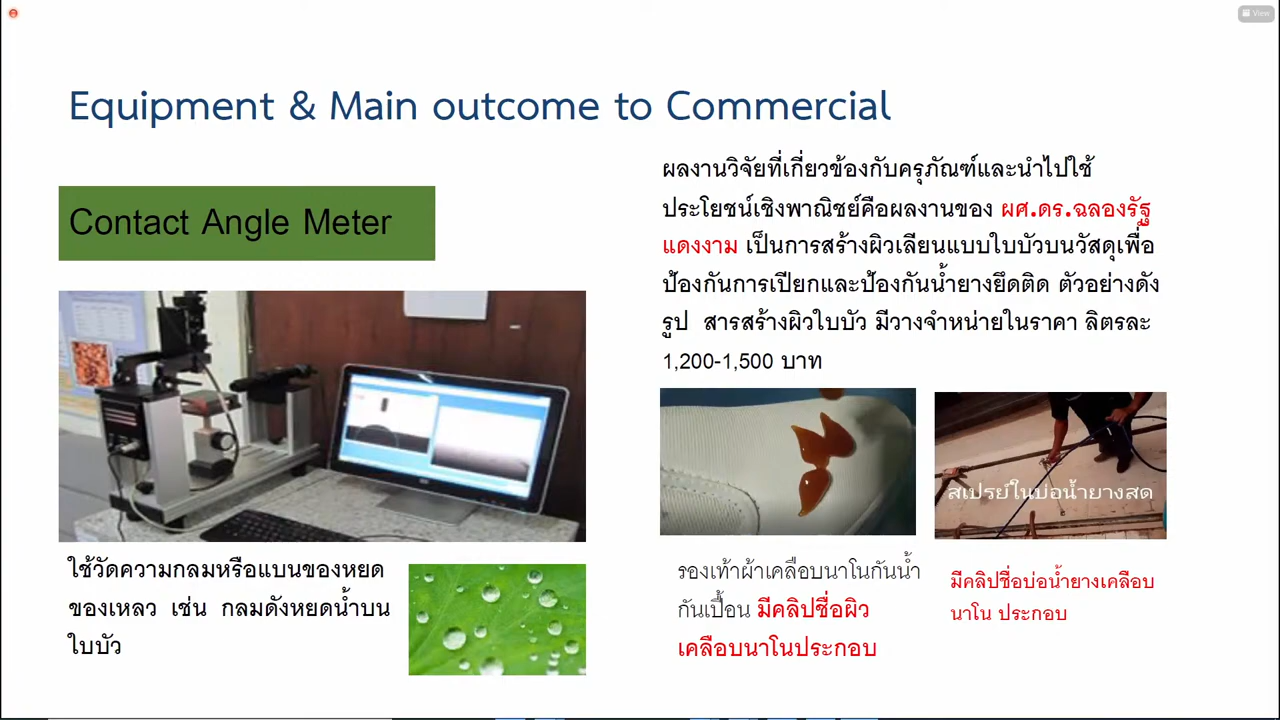 View
Equipment & Main outcome to Commercial
Contact Angle Meter
ใช้วัดความกลมหรือแบนของหยด
ของเหลว เช่น กลมดังหยดน้ำบน
ใบบัว
ผลงานวิจัยที่เกี่ยวข้องกับครุภัณฑ์และนำไปใช้
ประโยชน์เชิงพาณิชย์คือผลงานของ ผศ.ดร.ฉลองรัฐ
แดงงาม เป็นการสร้างผิวเลียนแบบใบบัวบนวัสดุเพื่อ
ป้องกันการเปียกและป้องกันน้ำยางยึดติด ตัวอย่างดัง
รูป สารสร้างผิวใบบัว มีวางจำหน่ายในราคา ลิตรละ
1,200-1,500 บาท
สเปรย์ในบ่อน้ำยางสด
รองเท้าผ้าเคลือบนาโนกันน้ำ
กันเปื้อน มีคลิปชื่อผิว
เคลือบนาโนประกอบ
มีคลิปชื่อบ่อน้ำยางเคลือบ
นาโน ประกอบ